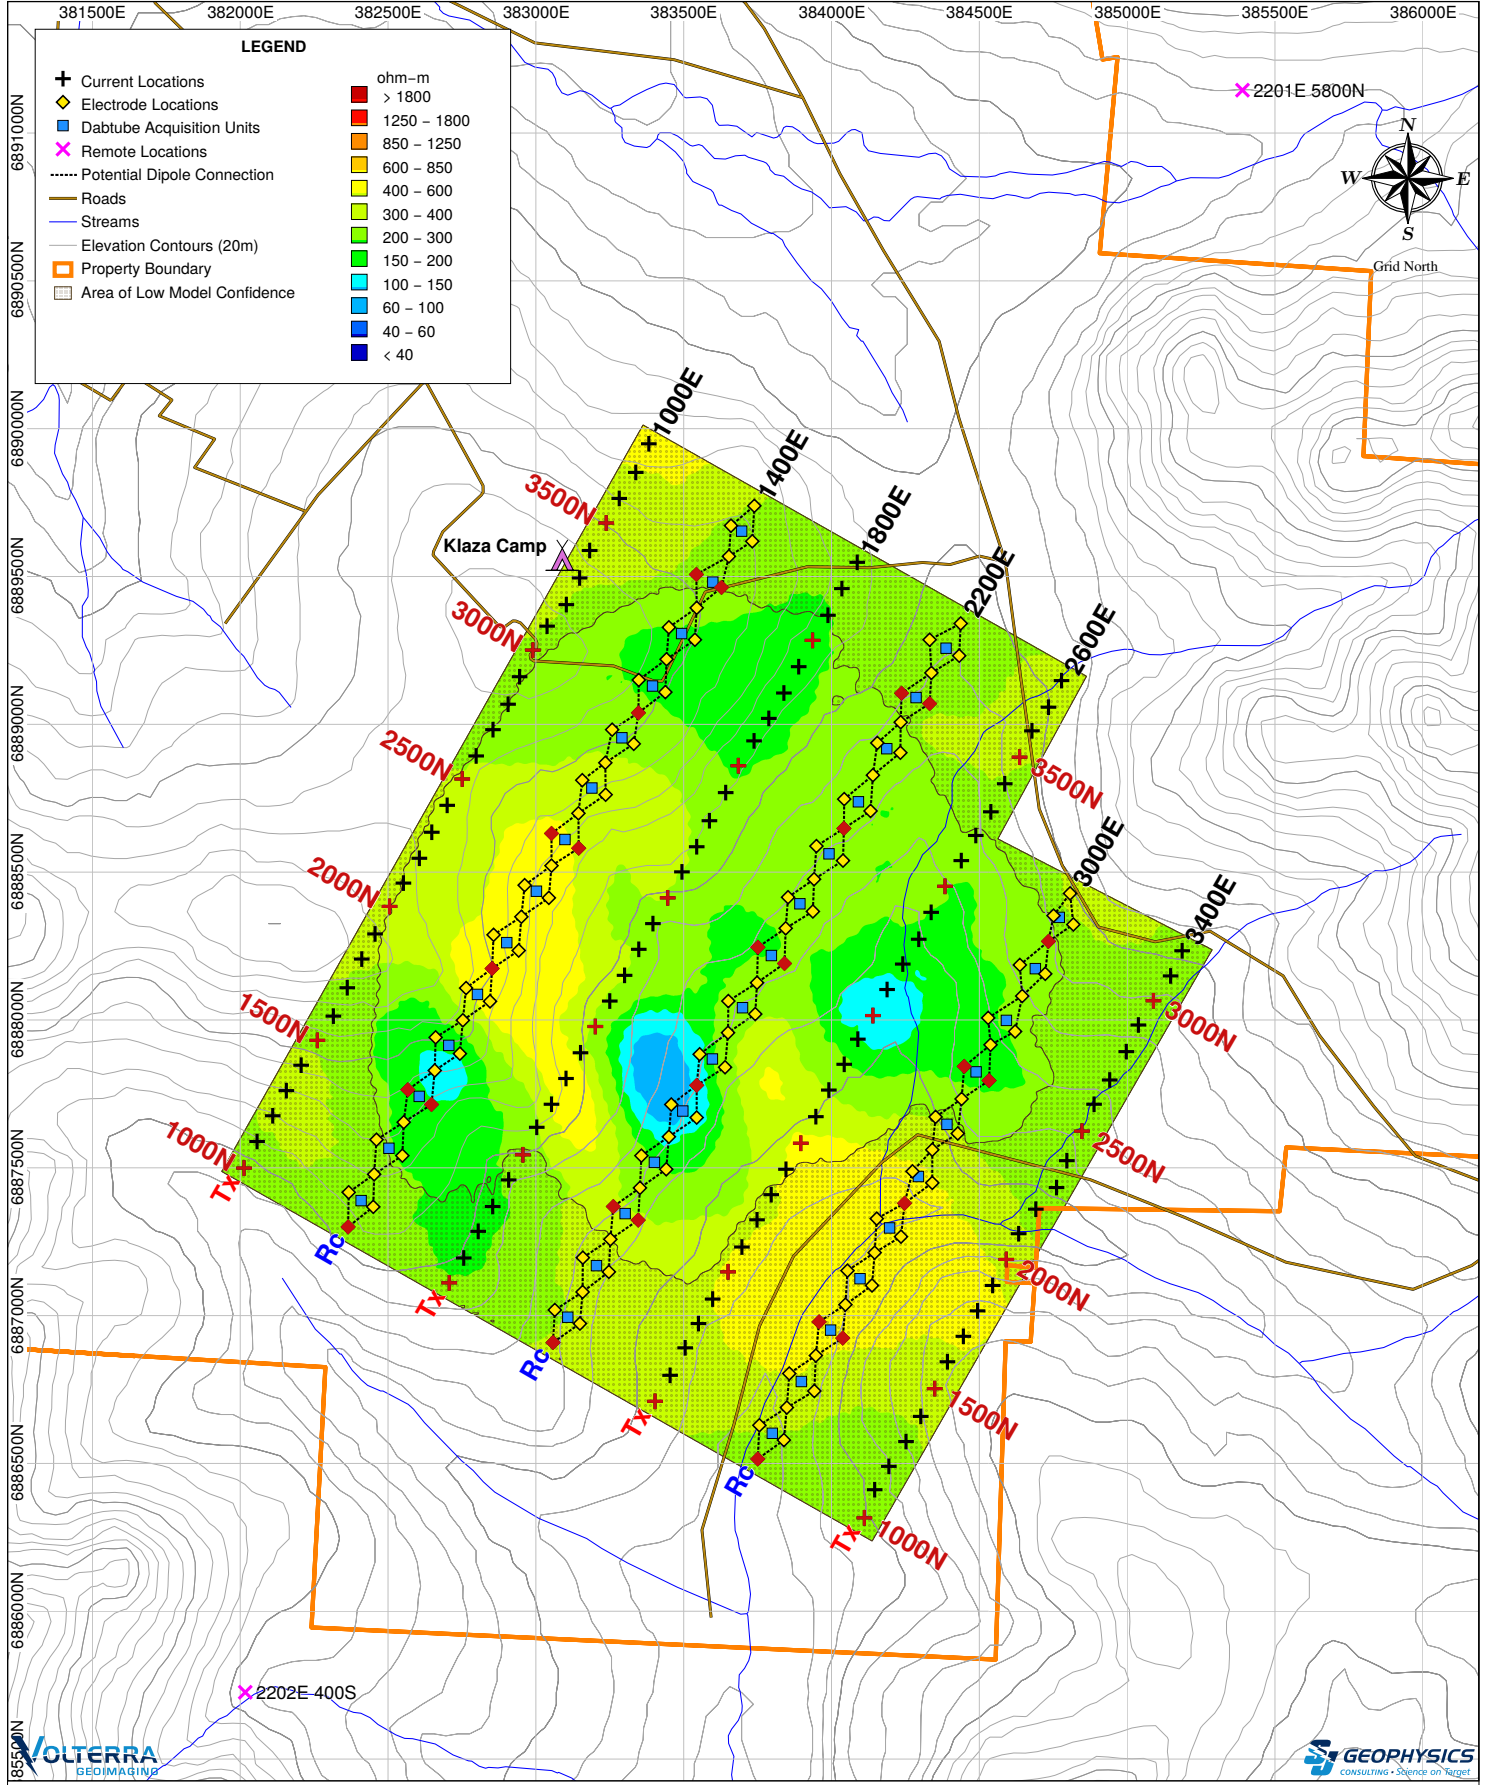 381500E 382000E 382500E 383000E 383500E 384000E 384500E 385000E 385500E 386000E
LEGEND
Current Locations
Electrode Locations
Dabtube Acquisition Units
Remote Locations
Potential Dipole Connection
Roads
Streams
Elevation Contours (20m)
Property Boundary
Area of Low Model Confidence
ohm-m
> 1800
1250 - 1800
850 - 1250
600 - 850
400 - 600
300 - 400
200 - 300
150 - 200
100 - 150
60 - 100
40 - 60
< 40
2201E 5800N
N
W E
S
Grid North
6891000N
6890500N
6890000N
6889500N
6889000N
6888500N
6888000N
6887500N
6887000N
6886500N
6886000N
5500N
1000E
1400E
1800E
2200E
2600E
3000E
3400E
Klaza Camp
3500N
3000N
2500N
2000N
1500N
1000N
3500N
3000N
2500N
2000N
1500N
1000N
Tx
Rc
Tx
Rc
Tx
Rc
Tx
2202E 400S
VOLTERRA
GEOIMAGING
SJ GEOPHYSICS
CONSULTING • Science on Target